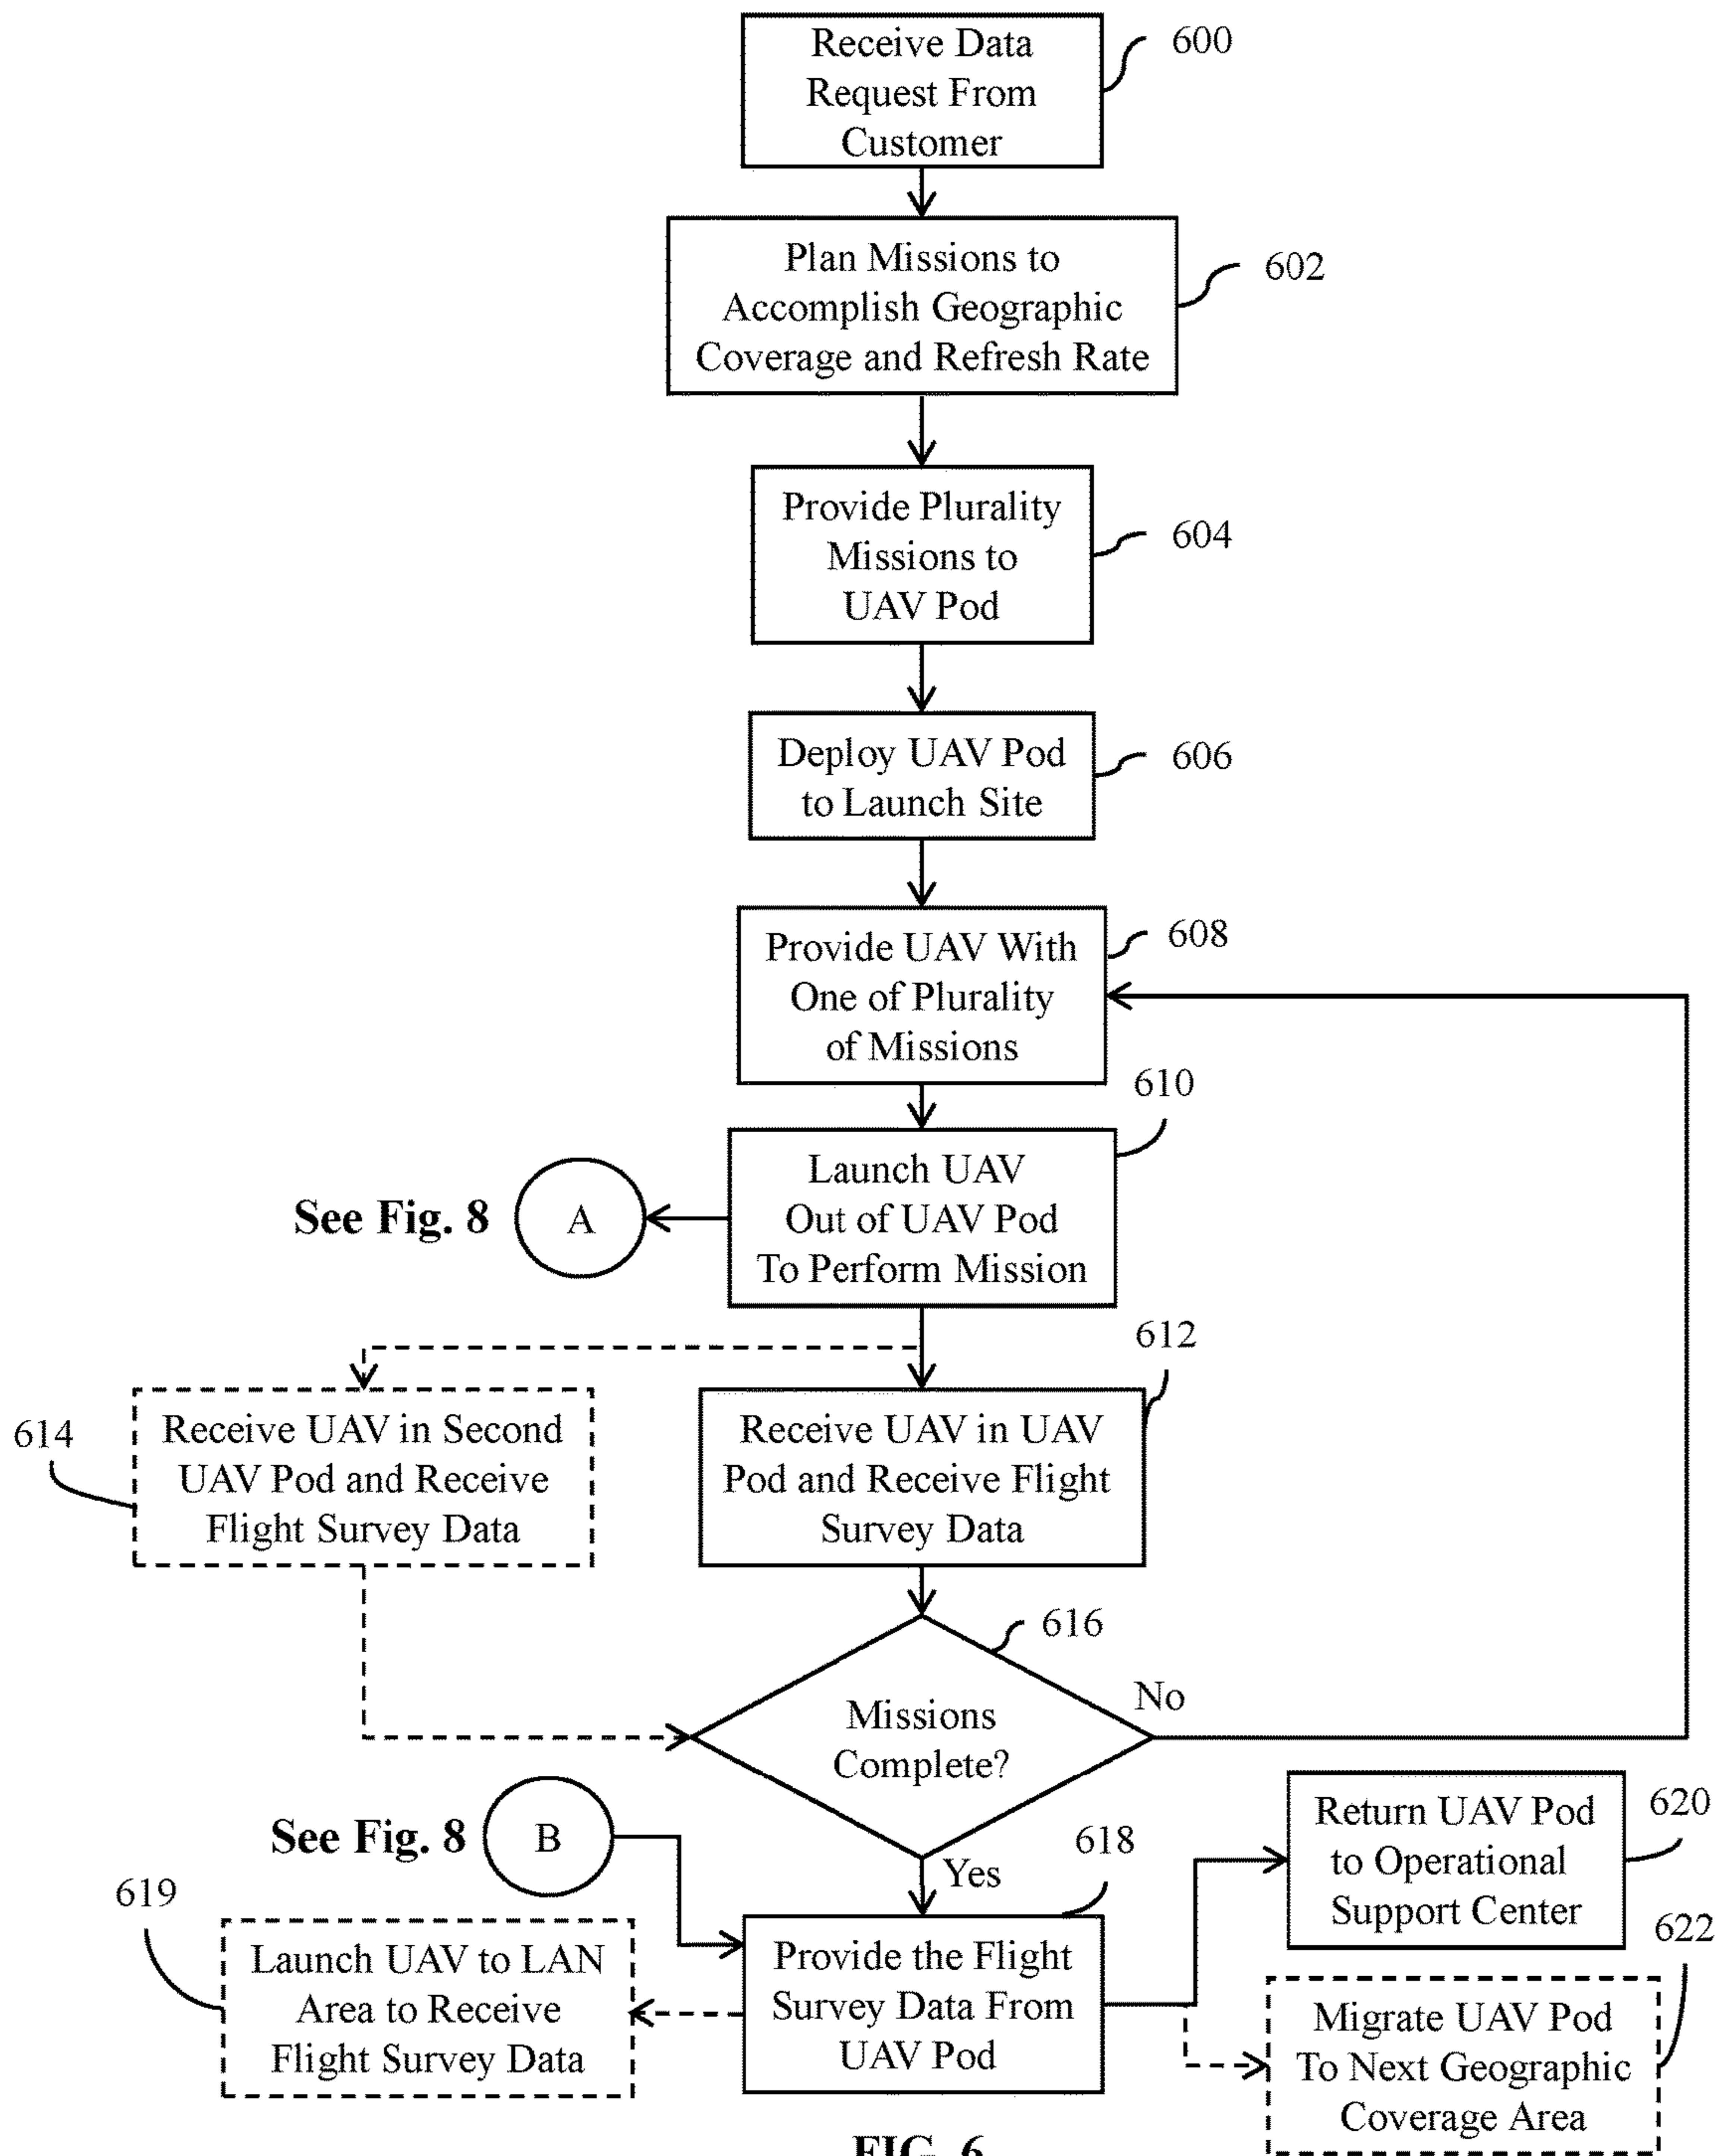 Receive Data
Request From
Customer
600
Plan Missions to
Accomplish Geographic
Coverage and Refresh Rate
602
Provide Plurality
Missions to
UAV Pod
604
Deploy UAV Pod
to Launch Site
606
Provide UAV With
One of Plurality
of Missions
608
610
Launch UAV
Out of UAV Pod
To Perform Mission
See Fig. 8
A
612
614
Receive UAV in Second
UAV Pod and Receive
Flight Survey Data
Receive UAV in UAV
Pod and Receive Flight
Survey Data
616
Missions
Complete?
No
Yes
See Fig. 8
B
618
619
Launch UAV to LAN
Area to Receive
Flight Survey Data
Provide the Flight
Survey Data From
UAV Pod
Return UAV Pod
to Operational
Support Center
620
622
Migrate UAV Pod
To Next Geographic
Coverage Area
FIG. 6